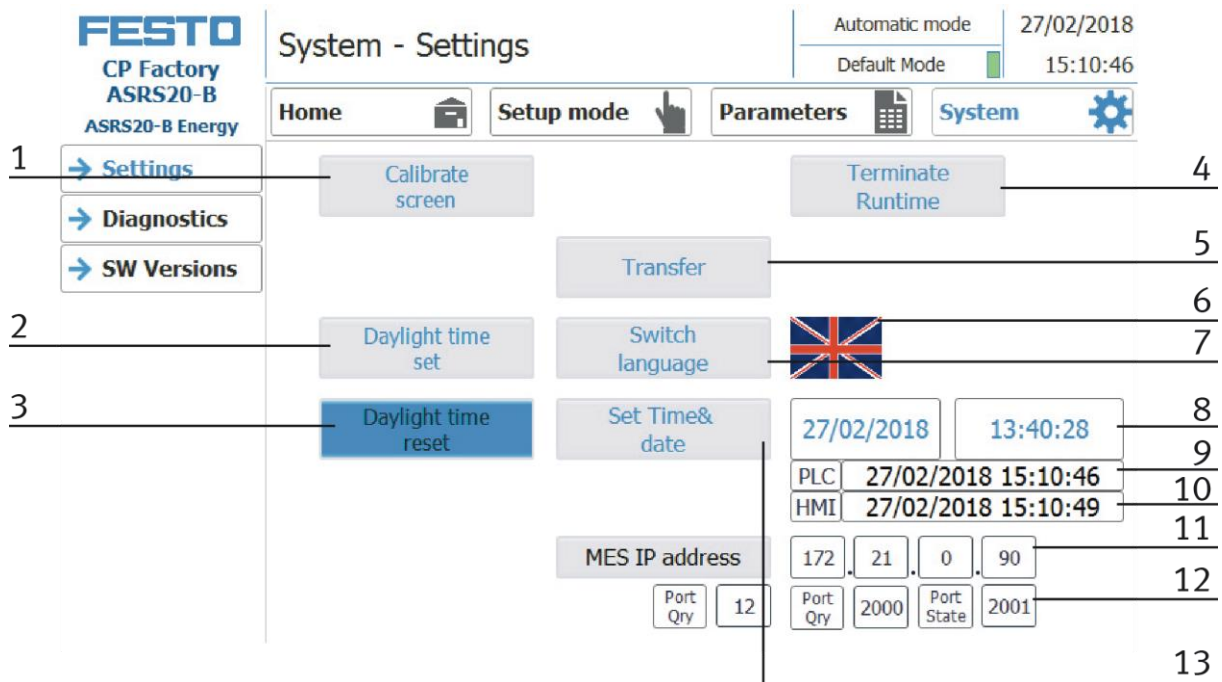 FESTO
CP Factory
ASRS20-B
ASRS20-B Energy
System - Settings
Automatic mode
27/02/2018
Default Mode
15:10:46
Home
Setup mode
Parameters
System
1
Settings
Diagnostics
SW Versions
Calibrate
screen
Terminate
Runtime
4
Transfer
5
2
Daylight time
set
Switch
language
6
7
3
Daylight time
reset
Set Time&
date
27/02/2018
13:40:28
8
PLC
27/02/2018 15:10:46
9
HMI
27/02/2018 15:10:49
10
MES IP address
172 . 21 . 0 . 90
11
Port
Qry
12
Port
Qry
2000
Port
State
2001
12
13